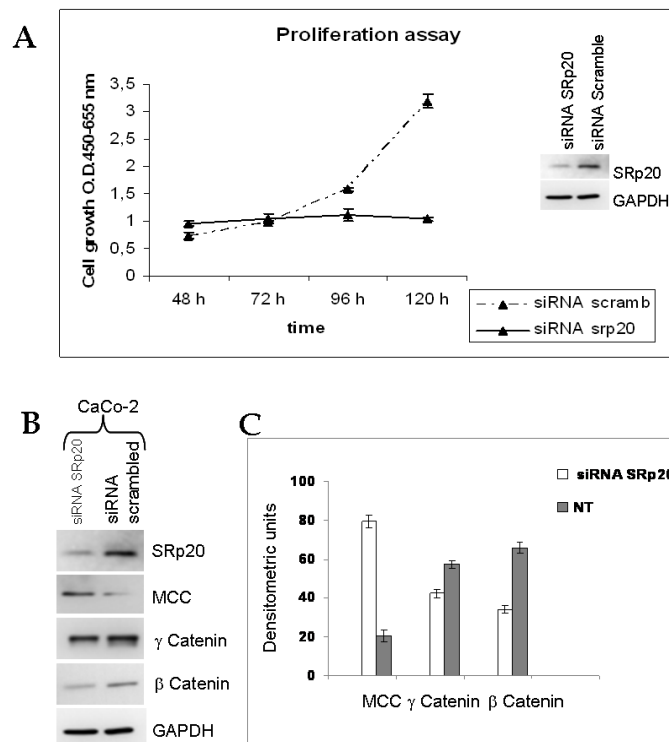 A
Proliferation assay
Cell growth O.D.450-655 nm
3,5
3
2,5
2
1,5
1
0,5
0
48 h 72 h 96 h 120 h
time
siRNA SRp20
siRNA Scramble
SRp20
GAPDH
siRNA scramb
siRNA srp20
B
CaCo-2
siRNA SRp20
siRNA
scrambled
SRp20
MCC
γ Catenin
β Catenin
GAPDH
C
Densitometric units
100
80
60
40
20
0
MCC γ Catenin β Catenin
siRNA SRp20
NT